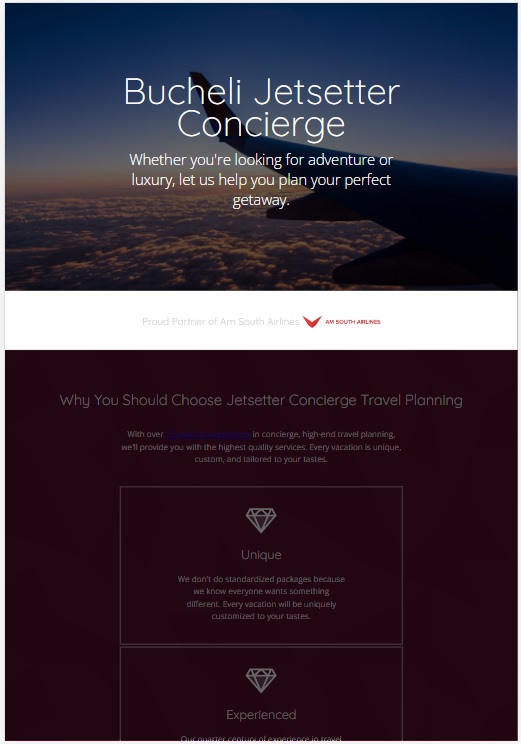 Bucheli Jetsetter
Concierge
Whether you're looking for adventure or
luxury, let us help you plan your perfect
getaway.
Proud Partner of Am South Airlines AM SOUTH AIRLINES
Why You Should Choose Jetsetter Concierge Travel Planning
With over in concierge, high-end travel planning,
we'll provide you with the highest quality services. Every vacation is unique,
custom, and tailored to your tastes.
Unique
We don't do standardized packages because
we know everyone wants something
different. Every vacation will be uniquely
customized to your tastes.
Experienced
Our quarter century of experience in travel